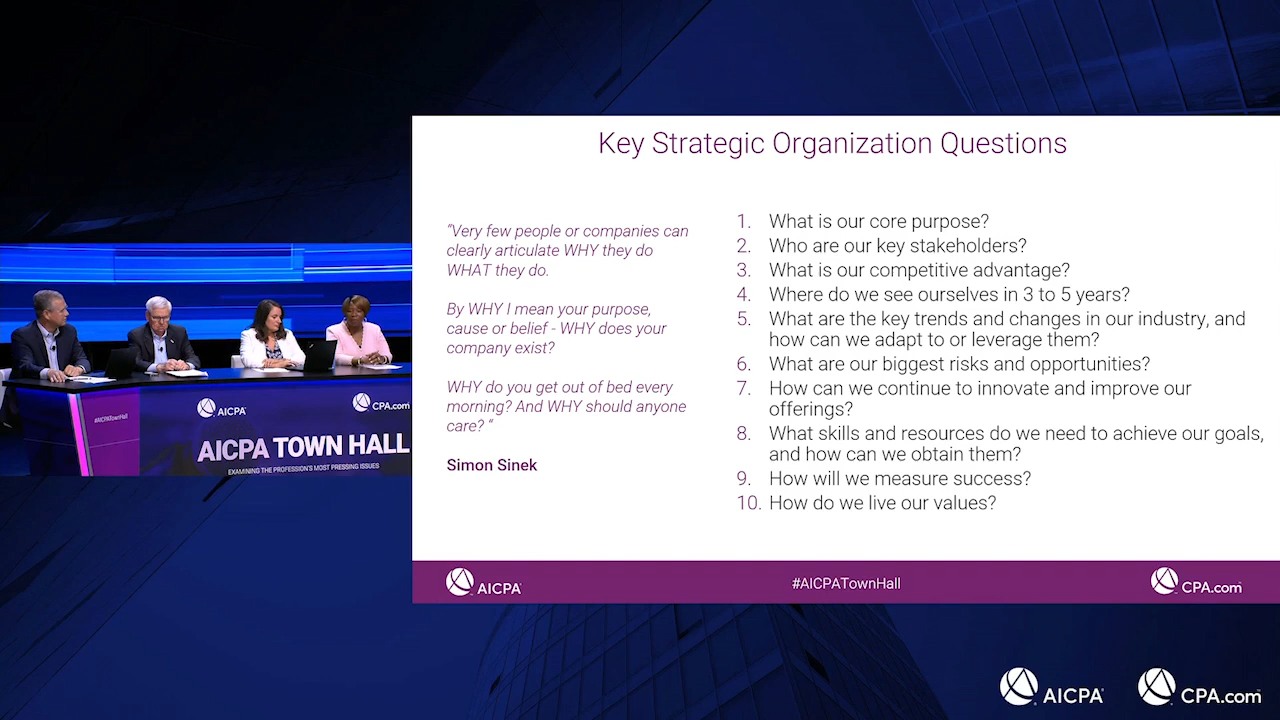 Key Strategic Organization Questions
"Very few people or companies can
clearly articulate WHY they do
WHAT they do.
By WHY I mean your purpose,
cause or belief - WHY does your
company exist?
WHY do you get out of bed every
morning? And WHY should anyone
care? "
Simon Sinek
1. What is our core purpose?
2. Who are our key stakeholders?
3. What is our competitive advantage?
4. Where do we see ourselves in 3 to 5 years?
5. What are the key trends and changes in our industry, and
how can we adapt to or leverage them?
6. What are our biggest risks and opportunities?
7. How can we continue to innovate and improve our
offerings?
8. What skills and resources do we need to achieve our goals,
and how can we obtain them?
9. How will we measure success?
10. How do we live our values?
AICPA
#AICPATownHall
CPA.com
#AICPATownHall
AICPA
CPA.com
AICPA TOWN HALL
EXAMINING THE PROFESSION'S MOST PRESSING ISSUES
AICPA
CPA.com